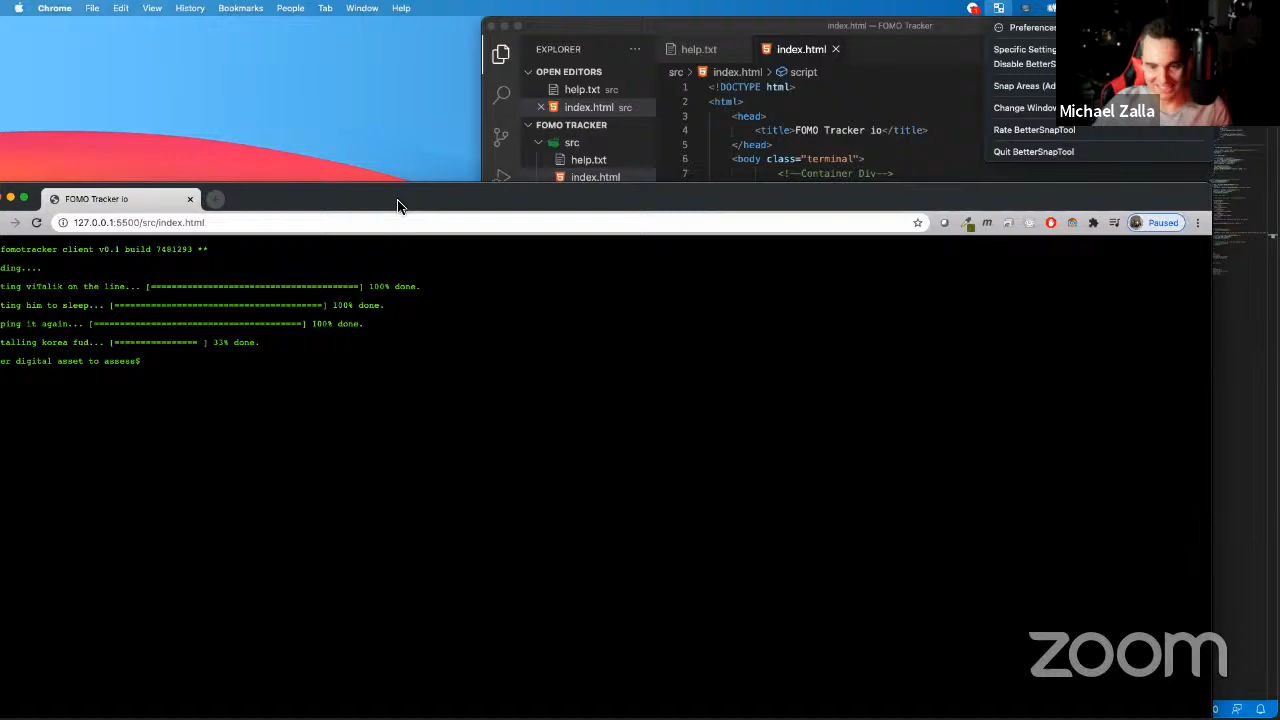 Chrome File Edit View History Bookmarks People Tab Window Help
index.html — FOMO Tracker
Preferences
Specific Setting
Disable BetterS
Snap Areas (Ad
Change Window
Rate BetterSnapTool
Quit BetterSnapTool
Michael Zalla
EXPLORER
OPEN EDITORS
help.txt src
index.html src
FOMO TRACKER
src
help.txt
index.html
help.txt index.html
src > index.html > script
1 <!DOCTYPE html>
2 <html>
3 <head>
4 <title>FOMO Tracker io</title>
5 </head>
6 <body class="terminal">
7 <!--Container Div-->
FOMO Tracker io
127.0.0.1:5500/src/index.html
Paused
fomotracker client v0.1 build 7481293 **
ding....
ting viTalik on the line... [========================================] 100% done.
ting him to sleep... [========================================] 100% done.
ping it again... [========================================] 100% done.
talling korea fud... [================ ] 33% done.
er digital asset to assess$
zoom